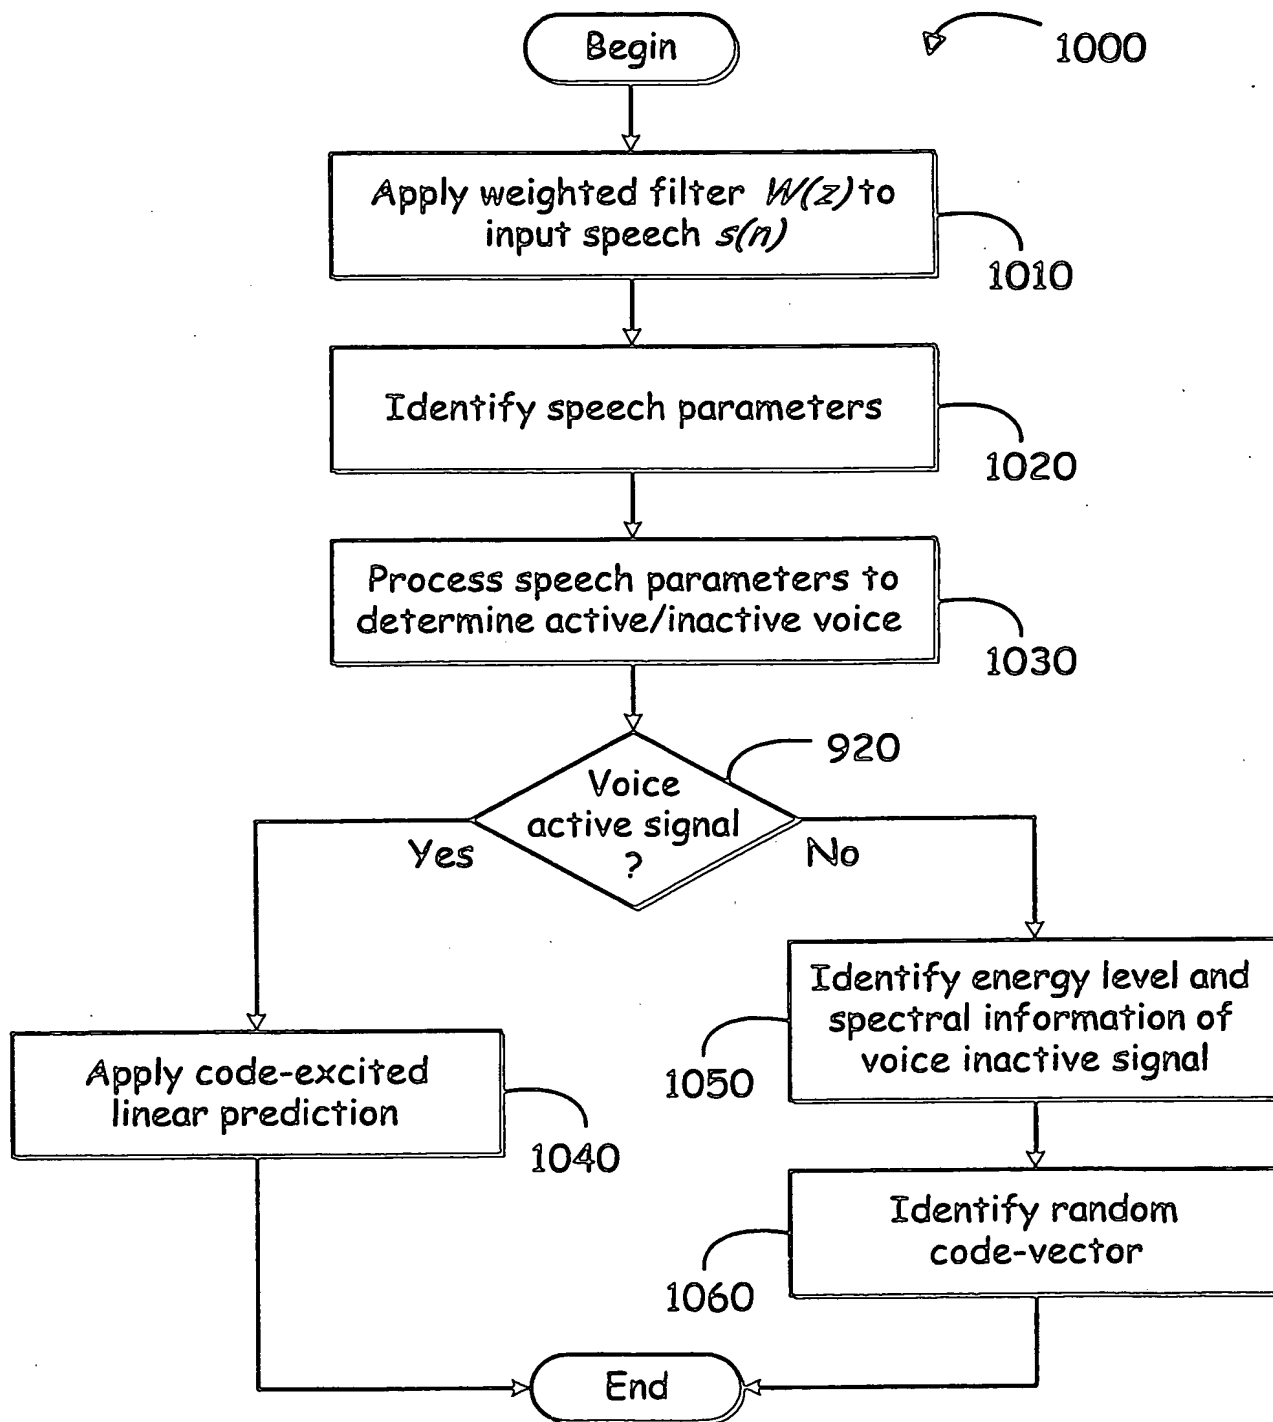 Begin
1000
Apply weighted filter W(z) to
input speech s(n)
1010
Identify speech parameters
1020
Process speech parameters to
determine active/inactive voice
1030
920
Voice
active signal
?
Yes
No
Identify energy level and
spectral information of
voice inactive signal
1050
Apply code-excited
linear prediction
1040
Identify random
code-vector
1060
End